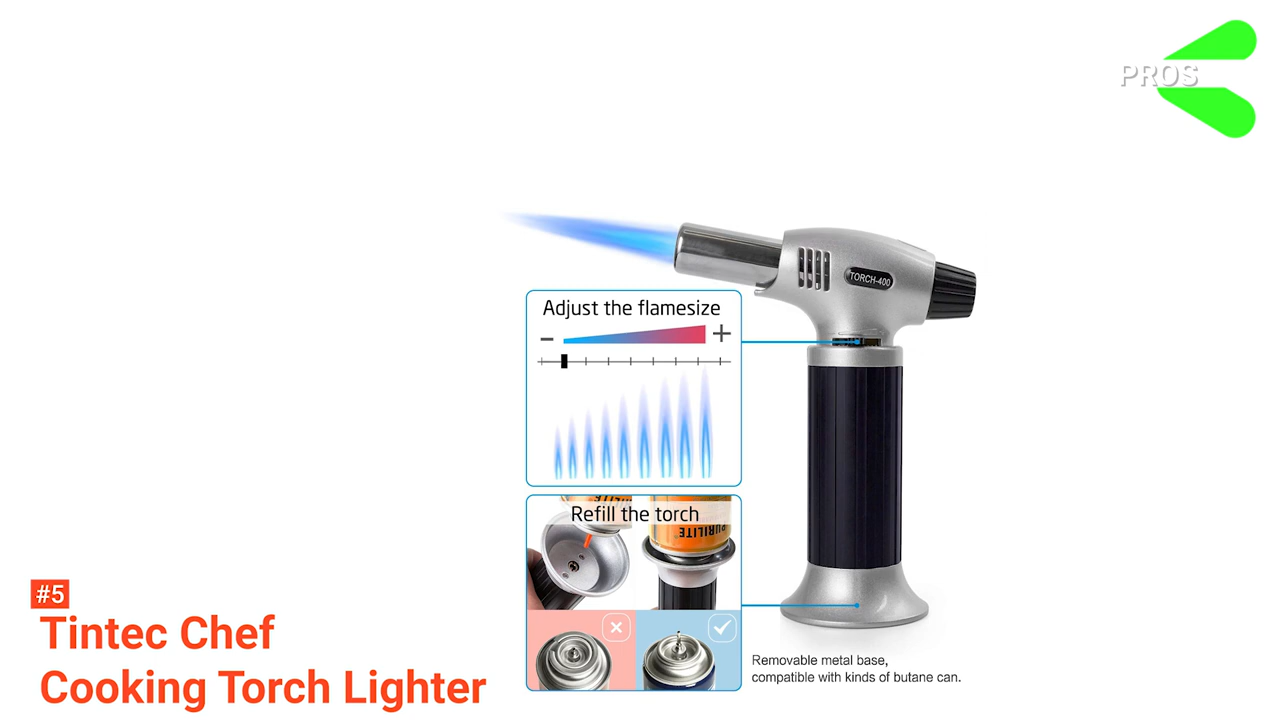 PROS
TORCH-400
Adjust the flamesize
Refill the torch
PURILITE
#5
Tintec Chef
Cooking Torch Lighter
Removable metal base,
compatible with kinds of butane can.